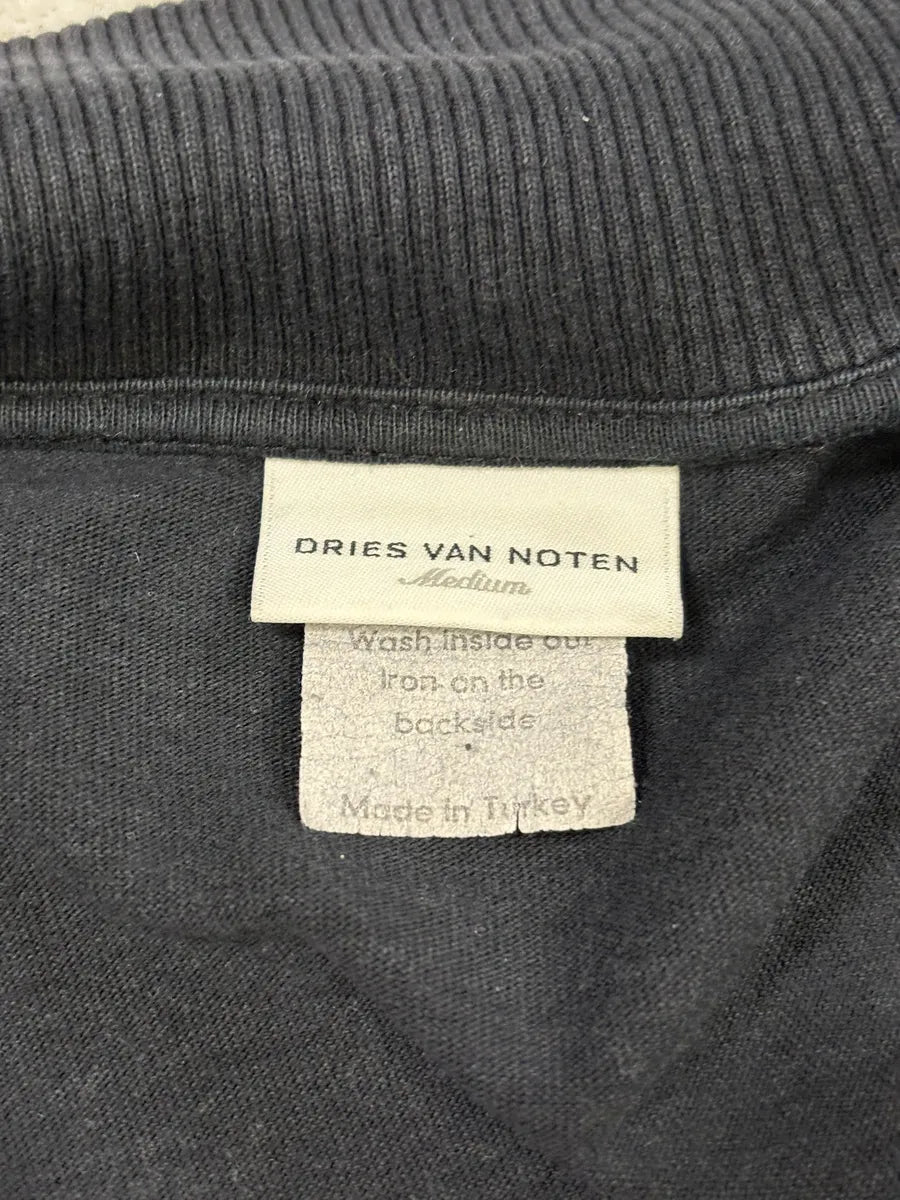 DRIES VAN NOTEN
Medium
Wash inside out
Iron on the
backside
Made in Turkey